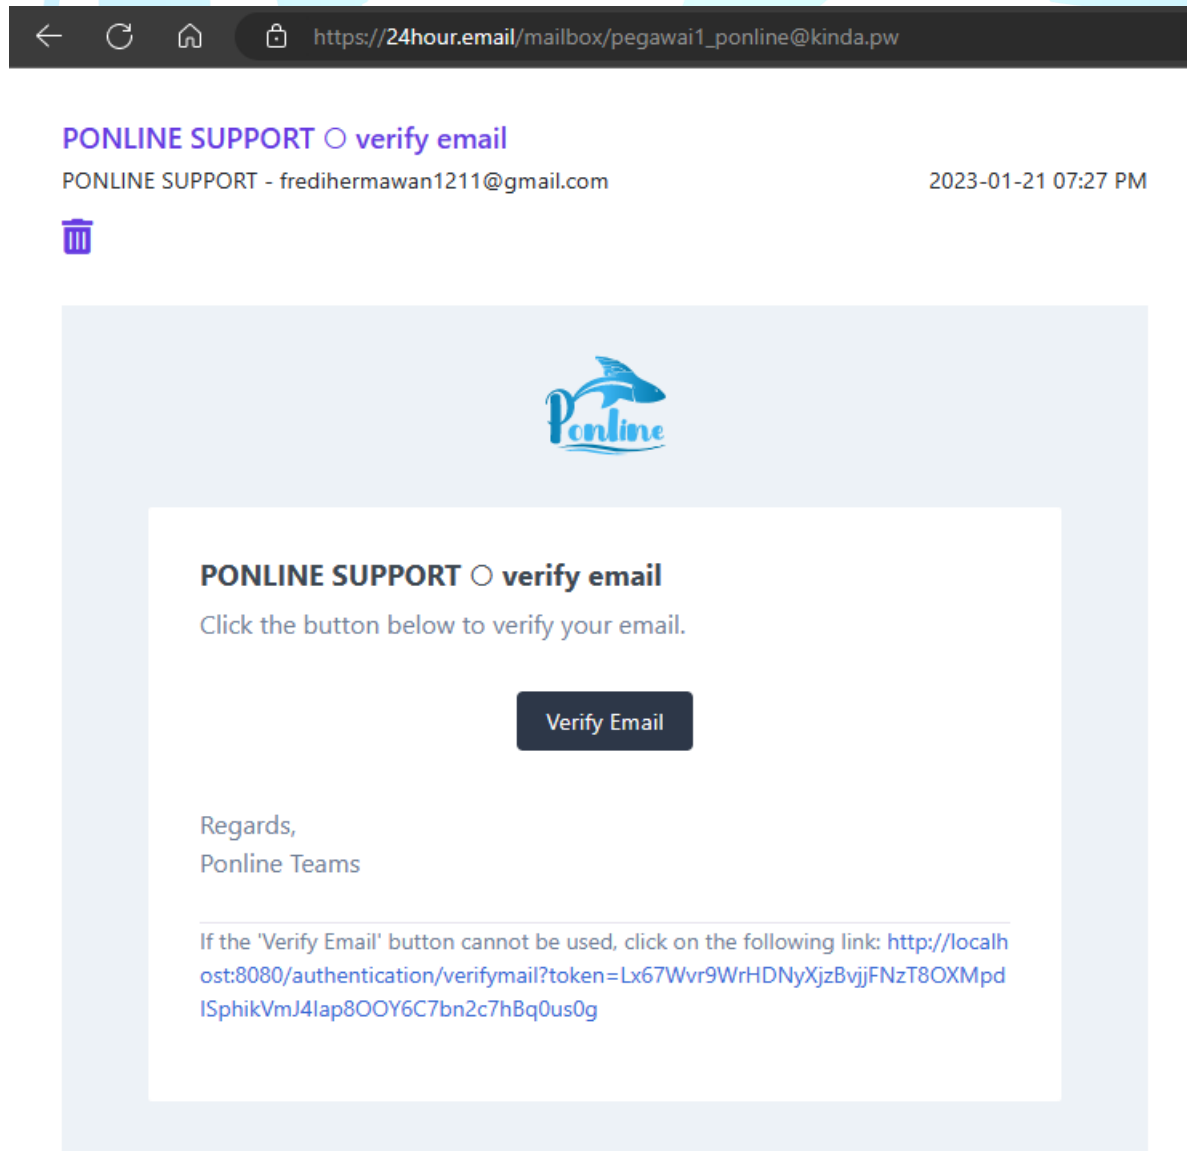 https://24hour.email/mailbox/pegawai1_ponline@kinda.pw
PONLINE SUPPORT ○ verify email
PONLINE SUPPORT - fredihermawan1211@gmail.com 2023-01-21 07:27 PM
Ponline
PONLINE SUPPORT ○ verify email
Click the button below to verify your email.
Verify Email
Regards,
Ponline Teams
If the 'Verify Email' button cannot be used, click on the following link: http://localh
ost:8080/authentication/verifymail?token=Lx67Wvr9WrHDNyXjzBvjjFNzT8OXMpd
ISphikVmJ4Iap8OOY6C7bn2c7hBq0us0g